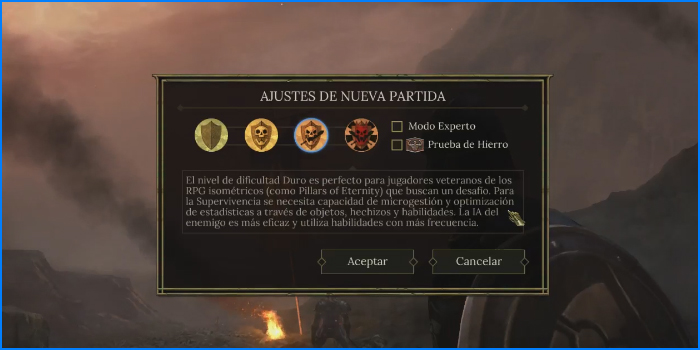 AJUSTES DE NUEVA PARTIDA
Modo Experto
Prueba de Hierro
El nivel de dificultad Duro es perfecto para jugadores veteranos de los
RPG isométricos (como Pillars of Eternity) que buscan un desafío. Para
la Supervivencia se necesita capacidad de microgestión y optimización
de estadísticas a través de objetos, hechizos y habilidades. La IA del
enemigo es más eficaz y utiliza habilidades con más frecuencia.
Aceptar
Cancelar